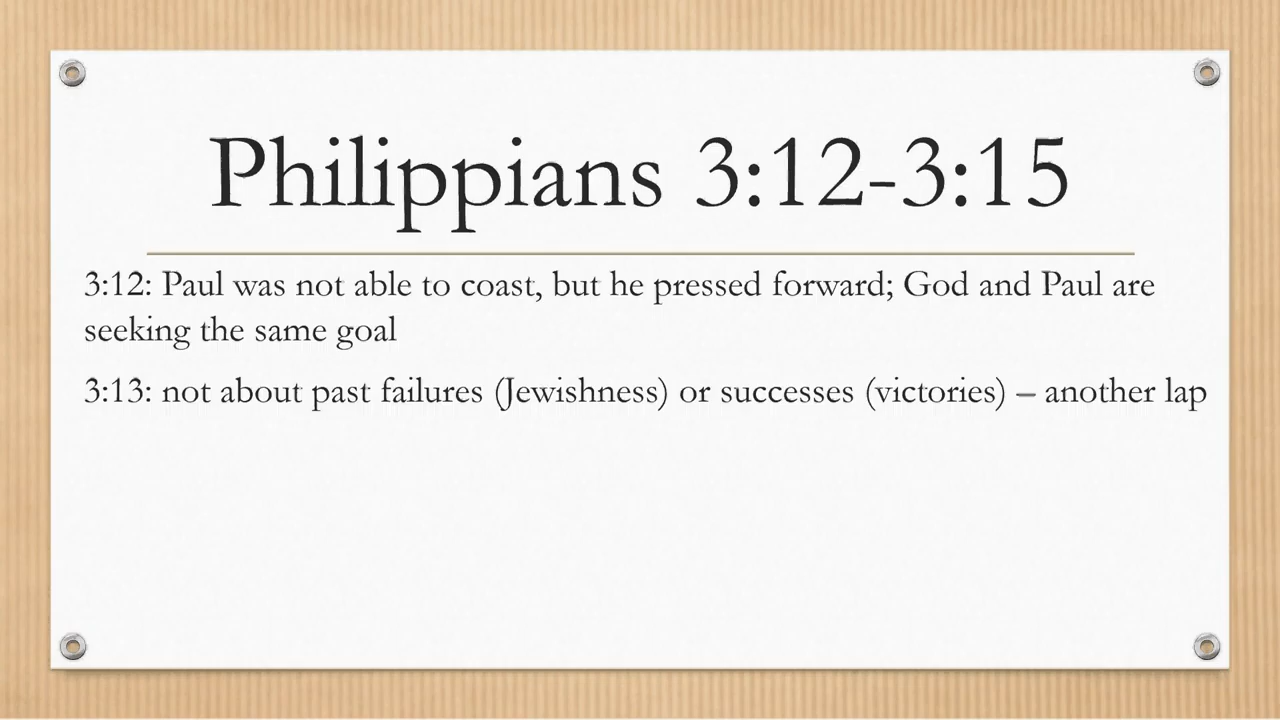 Philippians 3:12-3:15
3:12: Paul was not able to coast, but he pressed forward; God and Paul are
seeking the same goal
3:13: not about past failures (Jewishness) or successes (victories) – another lap